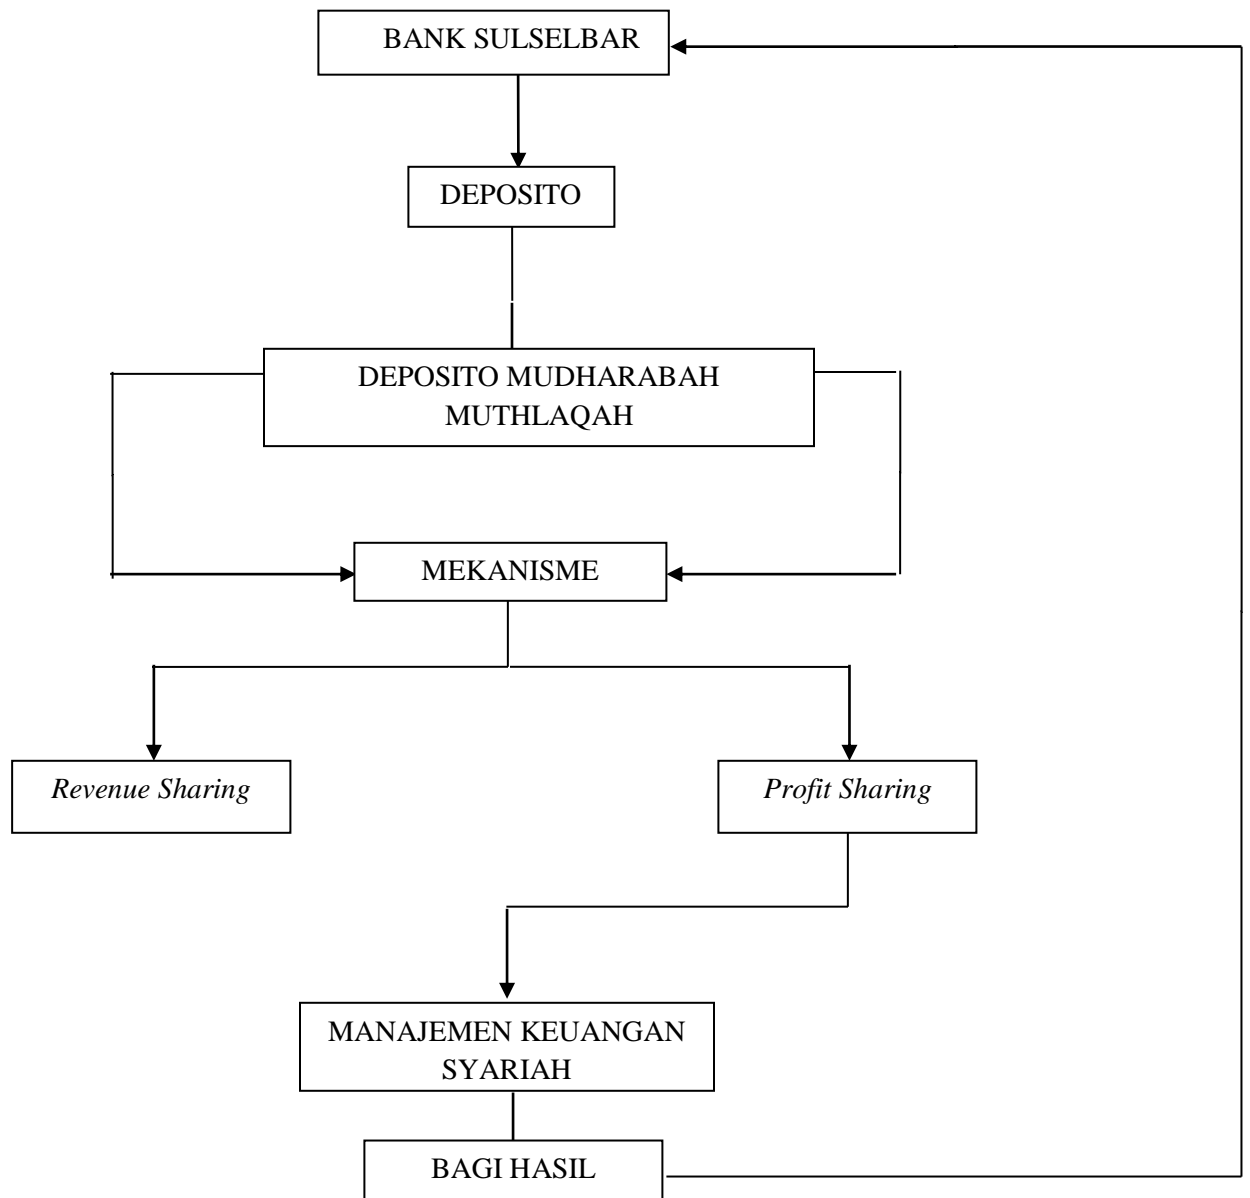 BANK SULSELBAR
DEPOSITO
DEPOSITO MUDHARABAH
MUTHLAQAH
MEKANISME
Revenue Sharing
Profit Sharing
MANAJEMEN KEUANGAN
SYARIAH
BAGI HASIL